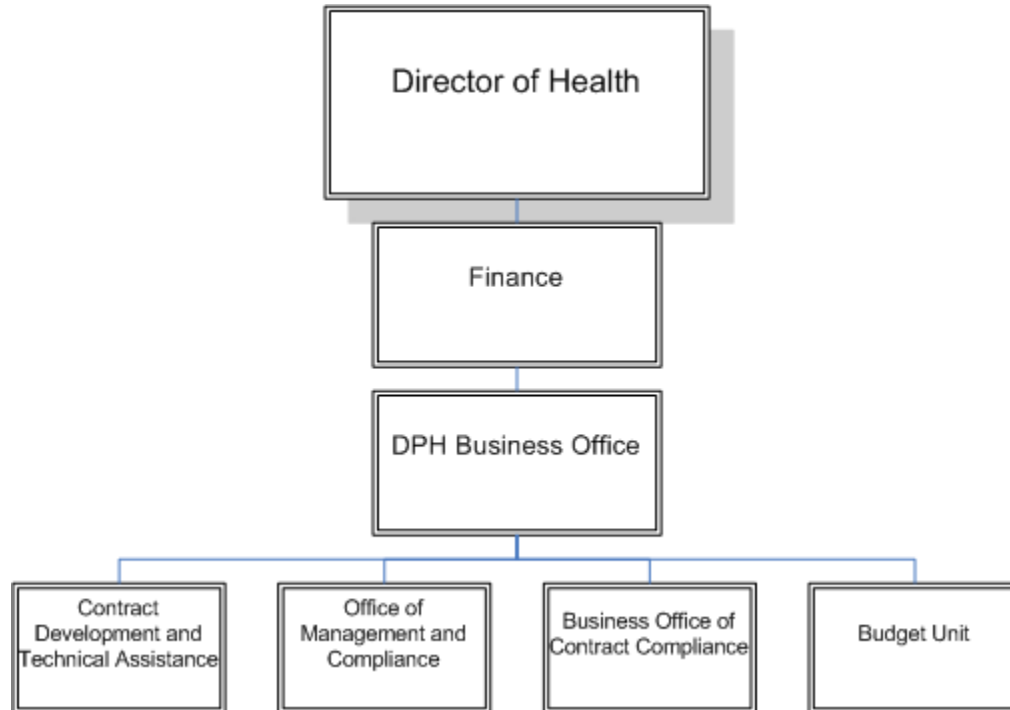 Director of Health
Finance
DPH Business Office
Contract
Development and
Technical Assistance
Office of
Management and
Compliance
Business Office of
Contract Compliance
Budget Unit